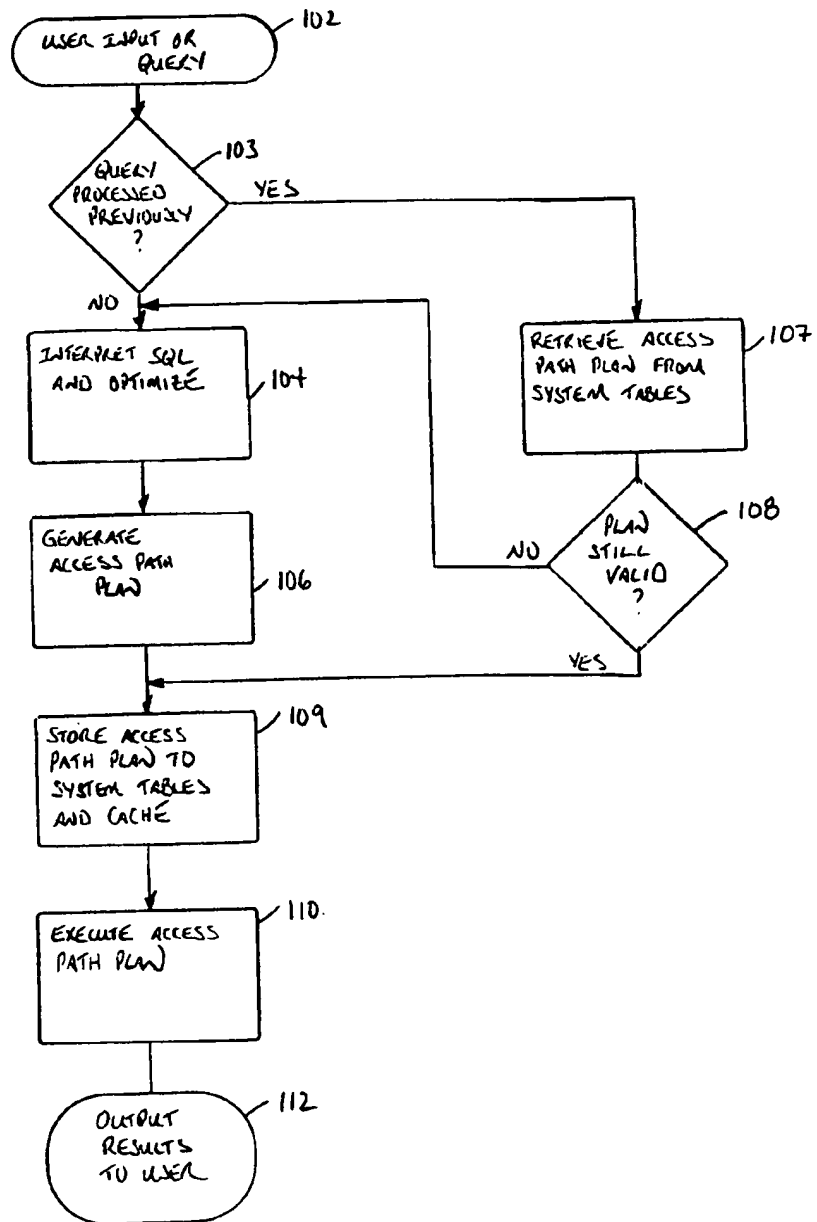 USER INPUT OR
QUERY
102
QUERY
PROCESSED
PREVIOUSLY
?
103
YES
NO
INTERPRET SQL
AND OPTIMIZE
104
RETRIEVE ACCESS
PATH PLAN FROM
SYSTEM TABLES
107
GENERATE
ACCESS PATH
PLAN
106
PLAN
STILL
VALID
?
108
NO
YES
STORE ACCESS
PATH PLAN TO
SYSTEM TABLES
AND CACHE
109
EXECUTE ACCESS
PATH PLAN
110
OUTPUT
RESULTS
TO USER
112